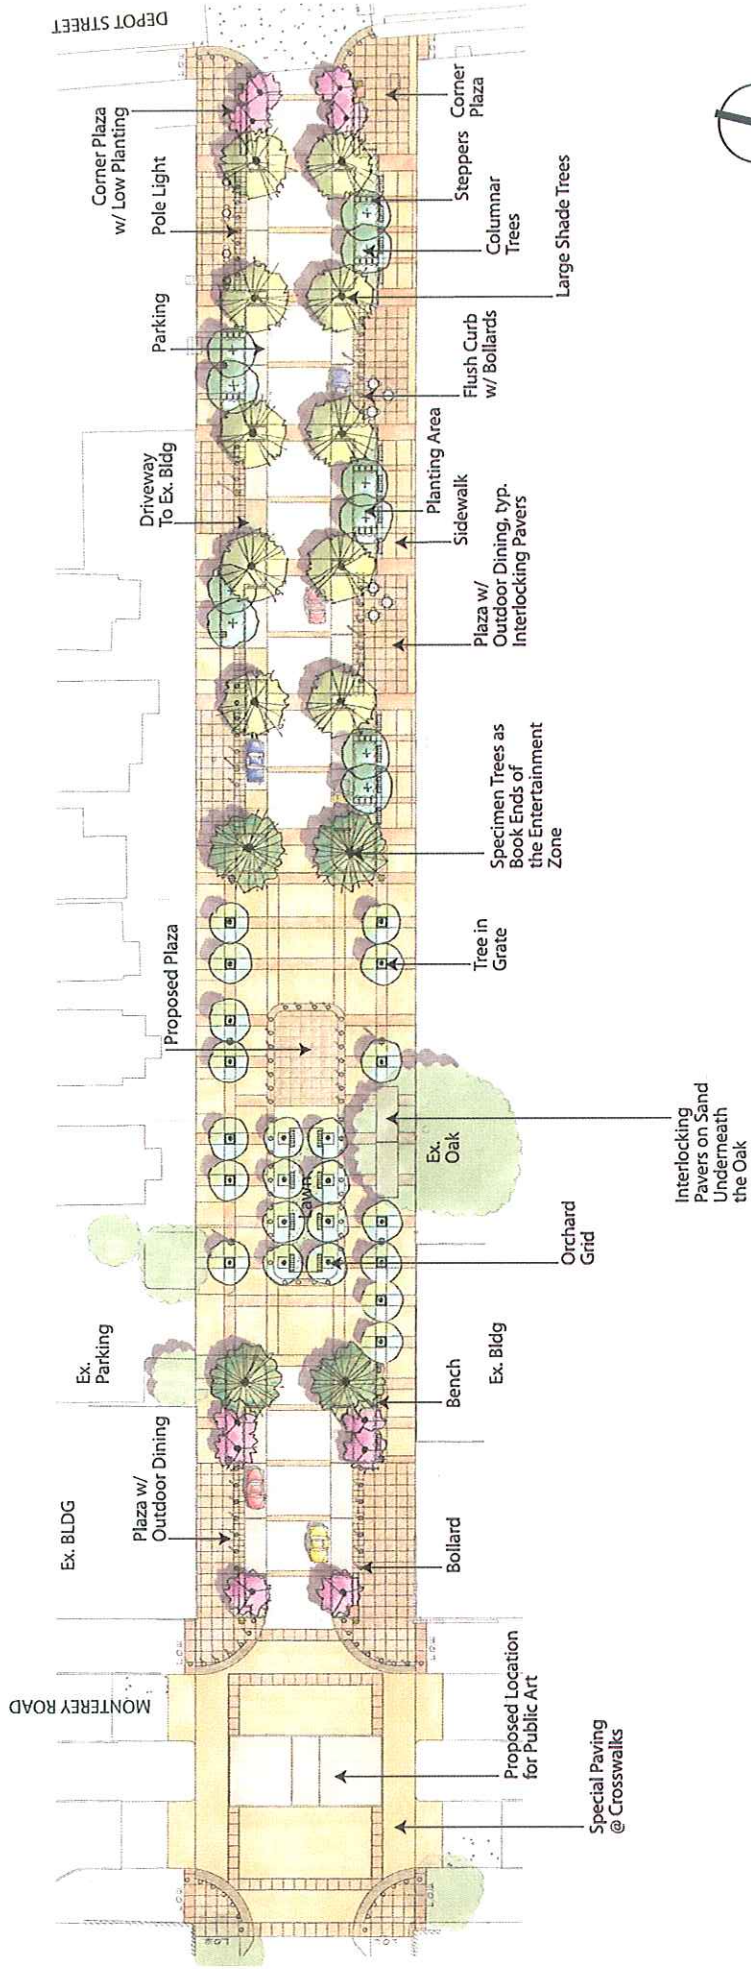 DEPOT STREET
Corner Plaza
w/ Low Planting
Pole Light
Parking
Driveway
To Ex. Bldg
Proposed Plaza
Ex.
Parking
Plaza w/
Outdoor Dining
Ex. BLDG
MONTEREY ROAD
Corner
Plaza
Steppers
Columnar
Trees
Large Shade Trees
Flush Curb
w/ Bollards
Planting Area
Sidewalk
Plaza w/
Outdoor Dining, typ.
Interlocking Pavers
Specimen Trees as
Book Ends of
the Entertainment
Zone
Tree in
Grate
Ex.
Oak
Interlocking
Pavers on Sand
Underneath
the Oak
Lawn
Orchard
Grid
Ex. Bldg
Bench
Bollard
Proposed Location
for Public Art
Special Paving
@ Crosswalks